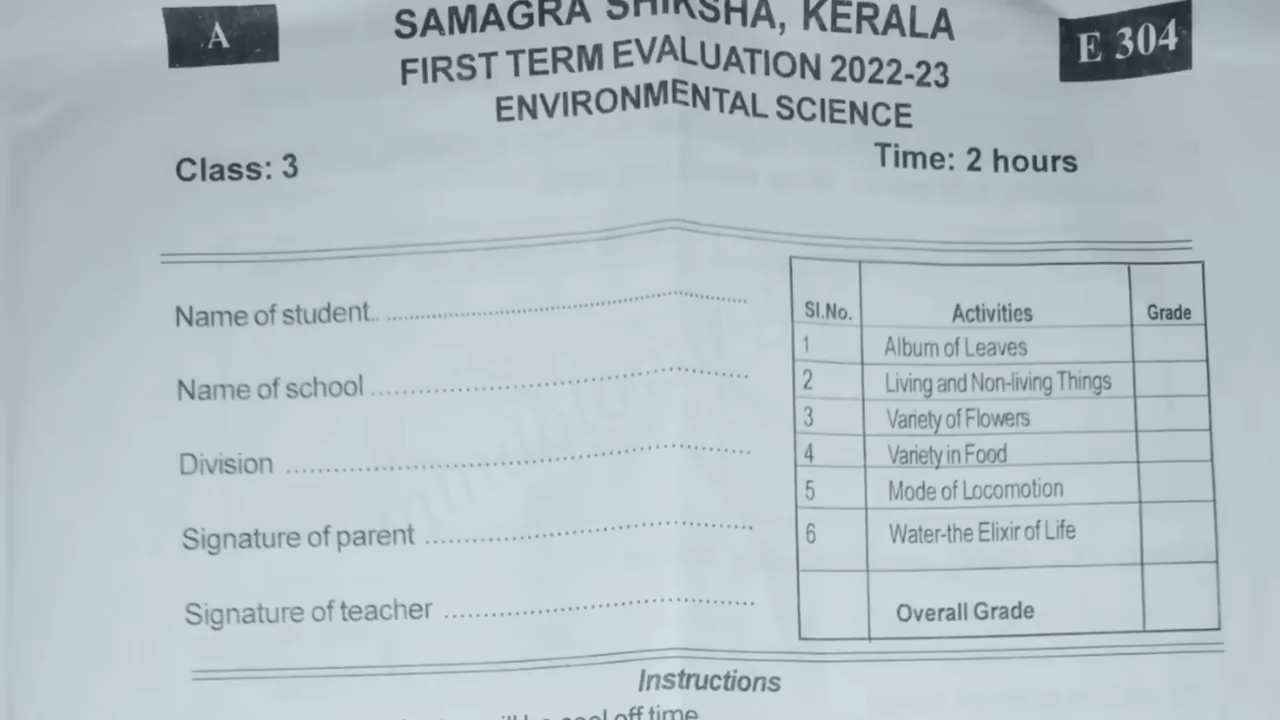 A
SAMAGRA SHIKSHA, KERALA
E 304
FIRST TERM EVALUATION 2022-23
ENVIRONMENTAL SCIENCE
Class: 3
Time: 2 hours
Name of student.. ........................................
Name of school ........................................
Division ........................................
Signature of parent ........................................
Signature of teacher ........................................
Sl.No. Activities Grade
1 Album of Leaves
2 Living and Non-living Things
3 Variety of Flowers
4 Variety in Food
5 Mode of Locomotion
6 Water-the Elixir of Life
Overall Grade
Instructions
off time